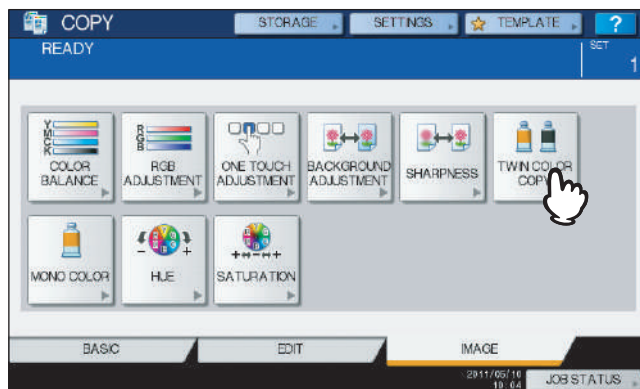 COPY
STORAGE
SETTINGS
TEMPLATE
?
READY
SET
1
Y
M
C
K
COLOR
BALANCE
R
G
B
RGB
ADJUSTMENT
ONE TOUCH
ADJUSTMENT
BACKGROUND
ADJUSTMENT
SHARPNESS
TWIN COLOR
COPY
MONO COLOR
- +
HUE
SATURATION
BASIC
EDIT
IMAGE
2011/05/10
19:04
JOB STATUS